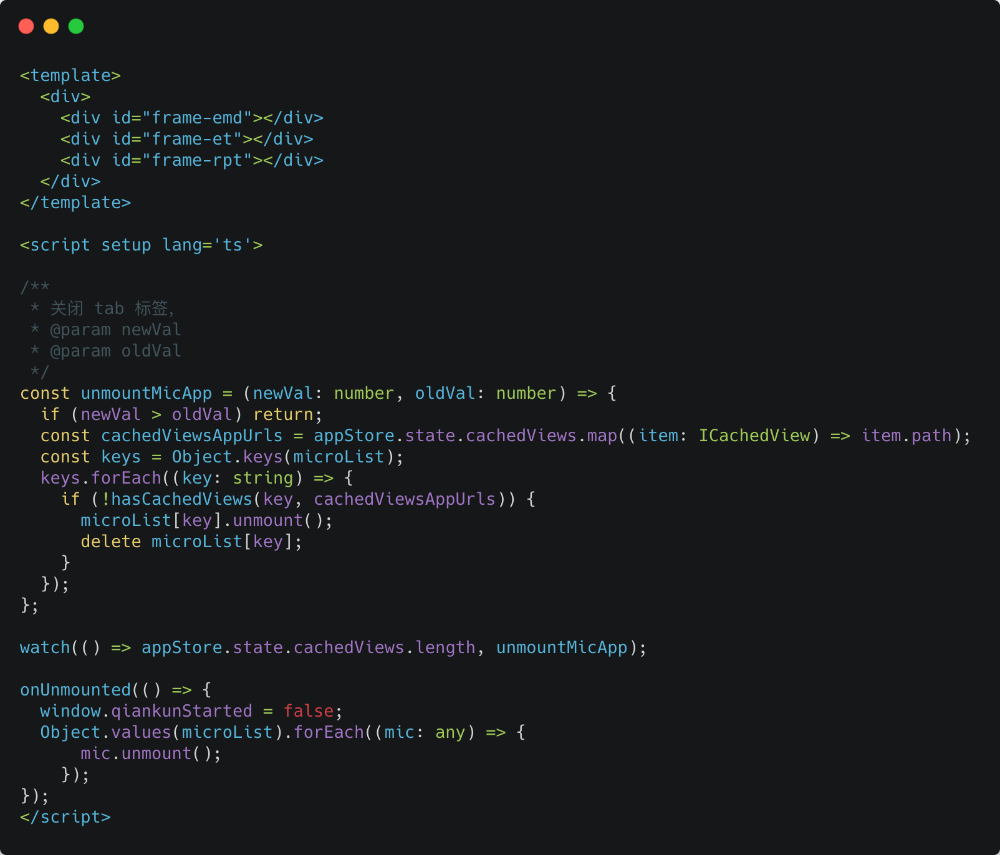 <template>
  <div>
    <div id="frame-emd"></div>
    <div id="frame-et"></div>
    <div id="frame-rpt"></div>
  </div>
</template>

<script setup lang='ts'>

/**
 * 关闭 tab 标签,
 * @param newVal
 * @param oldVal
 */
const unmountMicApp = (newVal: number, oldVal: number) => {
  if (newVal > oldVal) return;
  const cachedViewsAppUrls = appStore.state.cachedViews.map((item: ICachedView) => item.path);
  const keys = Object.keys(microList);
  keys.forEach((key: string) => {
    if (!hasCachedViews(key, cachedViewsAppUrls)) {
      microList[key].unmount();
      delete microList[key];
    }
  });
};

watch(() => appStore.state.cachedViews.length, unmountMicApp);

onUnmounted(() => {
  window.qiankunStarted = false;
  Object.values(microList).forEach((mic: any) => {
      mic.unmount();
    });
});
</script>